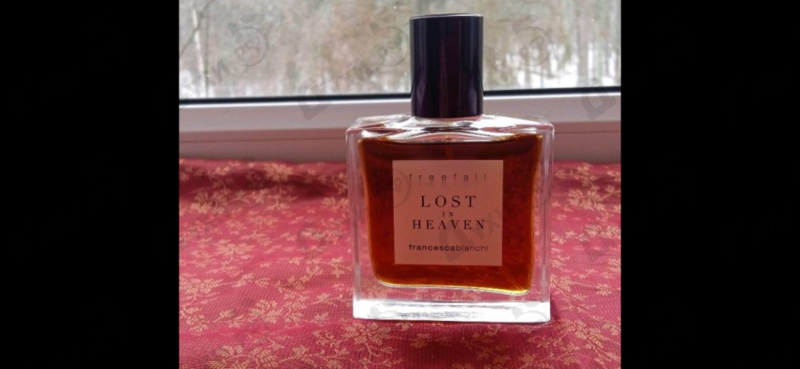 freefall
LOST
IN
HEAVEN
francescabianchi